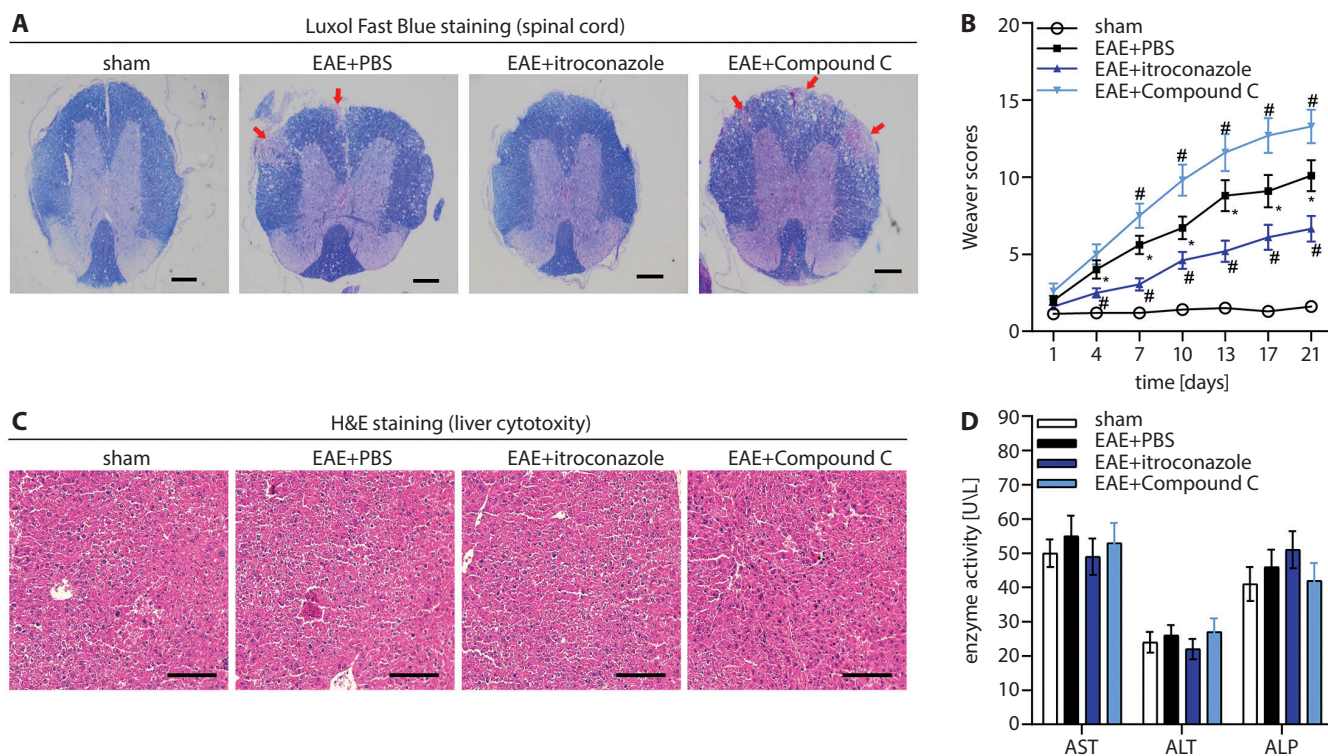 A
Luxol Fast Blue staining (spinal cord)
sham
EAE+PBS
EAE+itroconazole
EAE+Compound C
B
20
15
10
5
0
Weaver scores
sham
EAE+PBS
EAE+itroconazole
EAE+Compound C
# # # # #
* * * * * *
# # # # # #
1 4 7 10 13 17 21
time [days]
C
H&E staining (liver cytotoxity)
sham
EAE+PBS
EAE+itroconazole
EAE+Compound C
D
90
80
70
60
50
40
30
20
10
0
enzyme activity [U\L]
sham
EAE+PBS
EAE+itroconazole
EAE+Compound C
AST ALT ALP